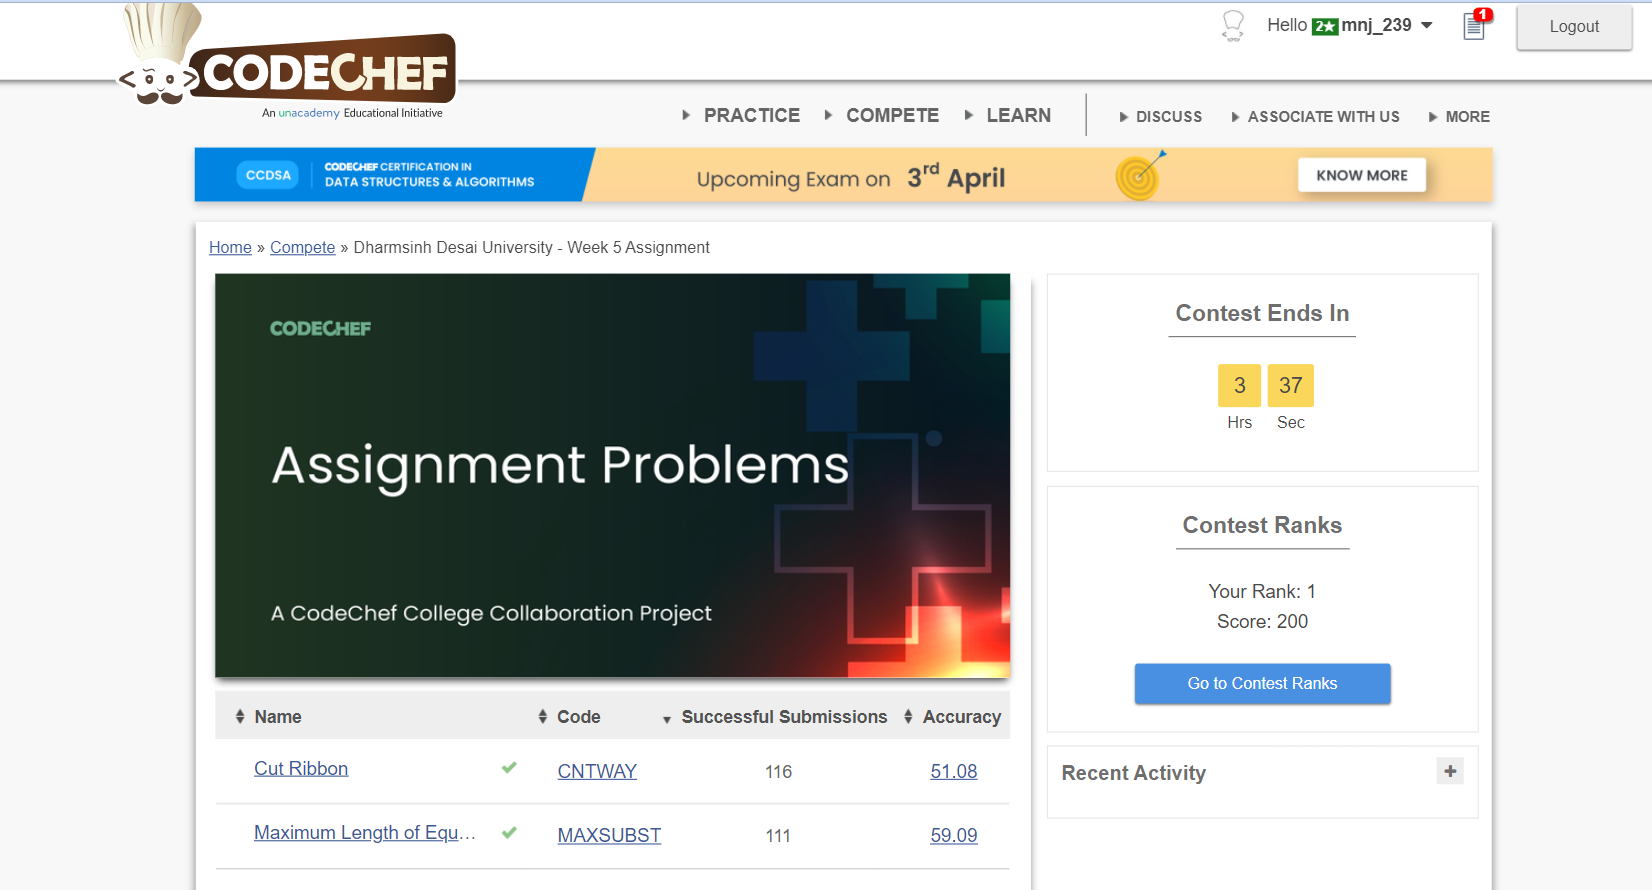 Hello 2★ mnj_239
1
Logout
CODECHEF
An unacademy Educational Initiative
PRACTICE
COMPETE
LEARN
DISCUSS
ASSOCIATE WITH US
MORE
CCDSA
CODECHEF CERTIFICATION IN
DATA STRUCTURES & ALGORITHMS
Upcoming Exam on 3rd April
KNOW MORE
Home » Compete » Dharmsinh Desai University - Week 5 Assignment
CODECHEF
Assignment Problems
A CodeChef College Collaboration Project
Name Code Successful Submissions Accuracy
Cut Ribbon CNTWAY 116 51.08
Maximum Length of Equ... MAXSUBST 111 59.09
Contest Ends In
3 37
Hrs Sec
Contest Ranks
Your Rank: 1
Score: 200
Go to Contest Ranks
Recent Activity +